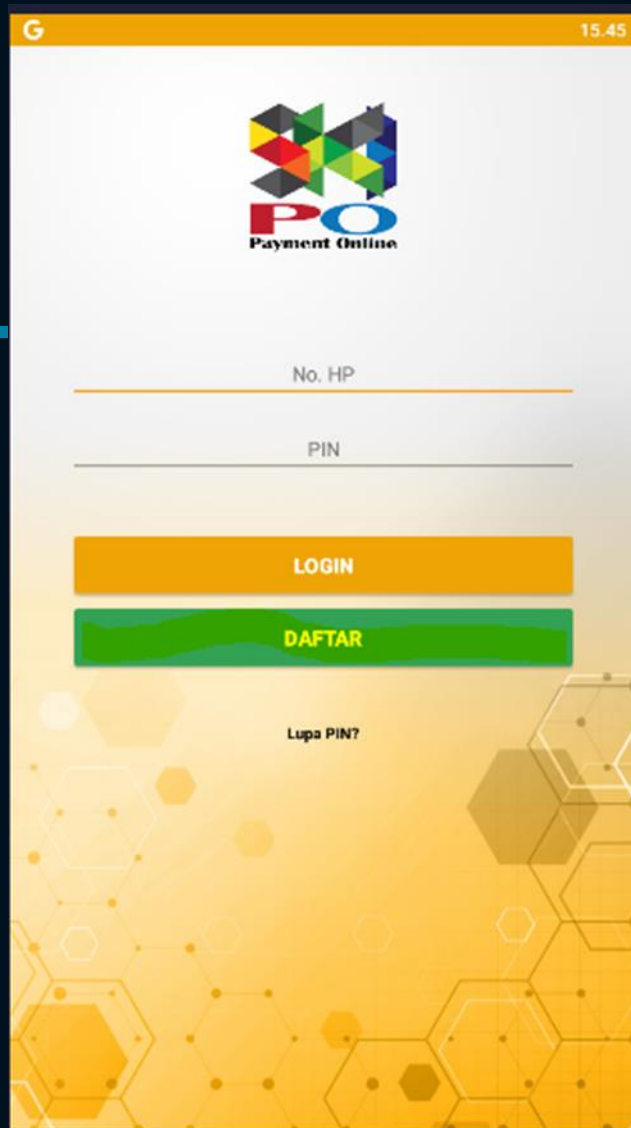 G 15.45
PO
Payment Online
No. HP
PIN
LOGIN
DAFTAR
Lupa PIN?